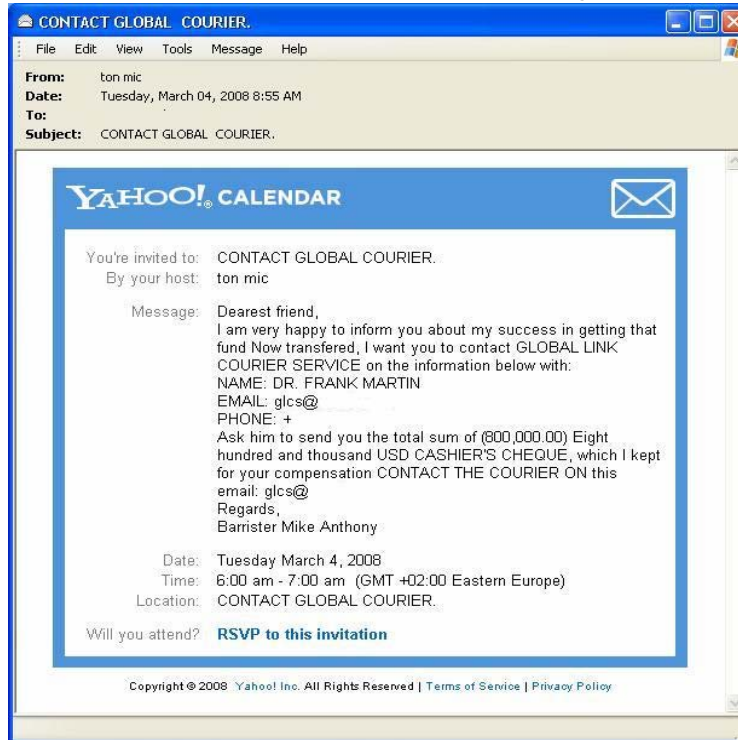 CONTACT GLOBAL COURIER.
File Edit View Tools Message Help
From: ton mic
Date: Tuesday, March 04, 2008 8:55 AM
To:
Subject: CONTACT GLOBAL COURIER.
YAHOO! CALENDAR
You're invited to: CONTACT GLOBAL COURIER.
By your host: ton mic
Message: Dearest friend,
I am very happy to inform you about my success in getting that
fund Now transfered, I want you to contact GLOBAL LINK
COURIER SERVICE on the information below with:
NAME: DR. FRANK MARTIN
EMAIL: glcs@
PHONE: +
Ask him to send you the total sum of (800,000.00) Eight
hundred and thousand USD CASHIER'S CHEQUE, which I kept
for your compensation CONTACT THE COURIER ON this
email: glcs@
Regards,
Barrister Mike Anthony
Date: Tuesday March 4, 2008
Time: 6:00 am - 7:00 am (GMT +02:00 Eastern Europe)
Location: CONTACT GLOBAL COURIER.
Will you attend? RSVP to this invitation
Copyright © 2008 Yahoo! Inc. All Rights Reserved | Terms of Service | Privacy Policy